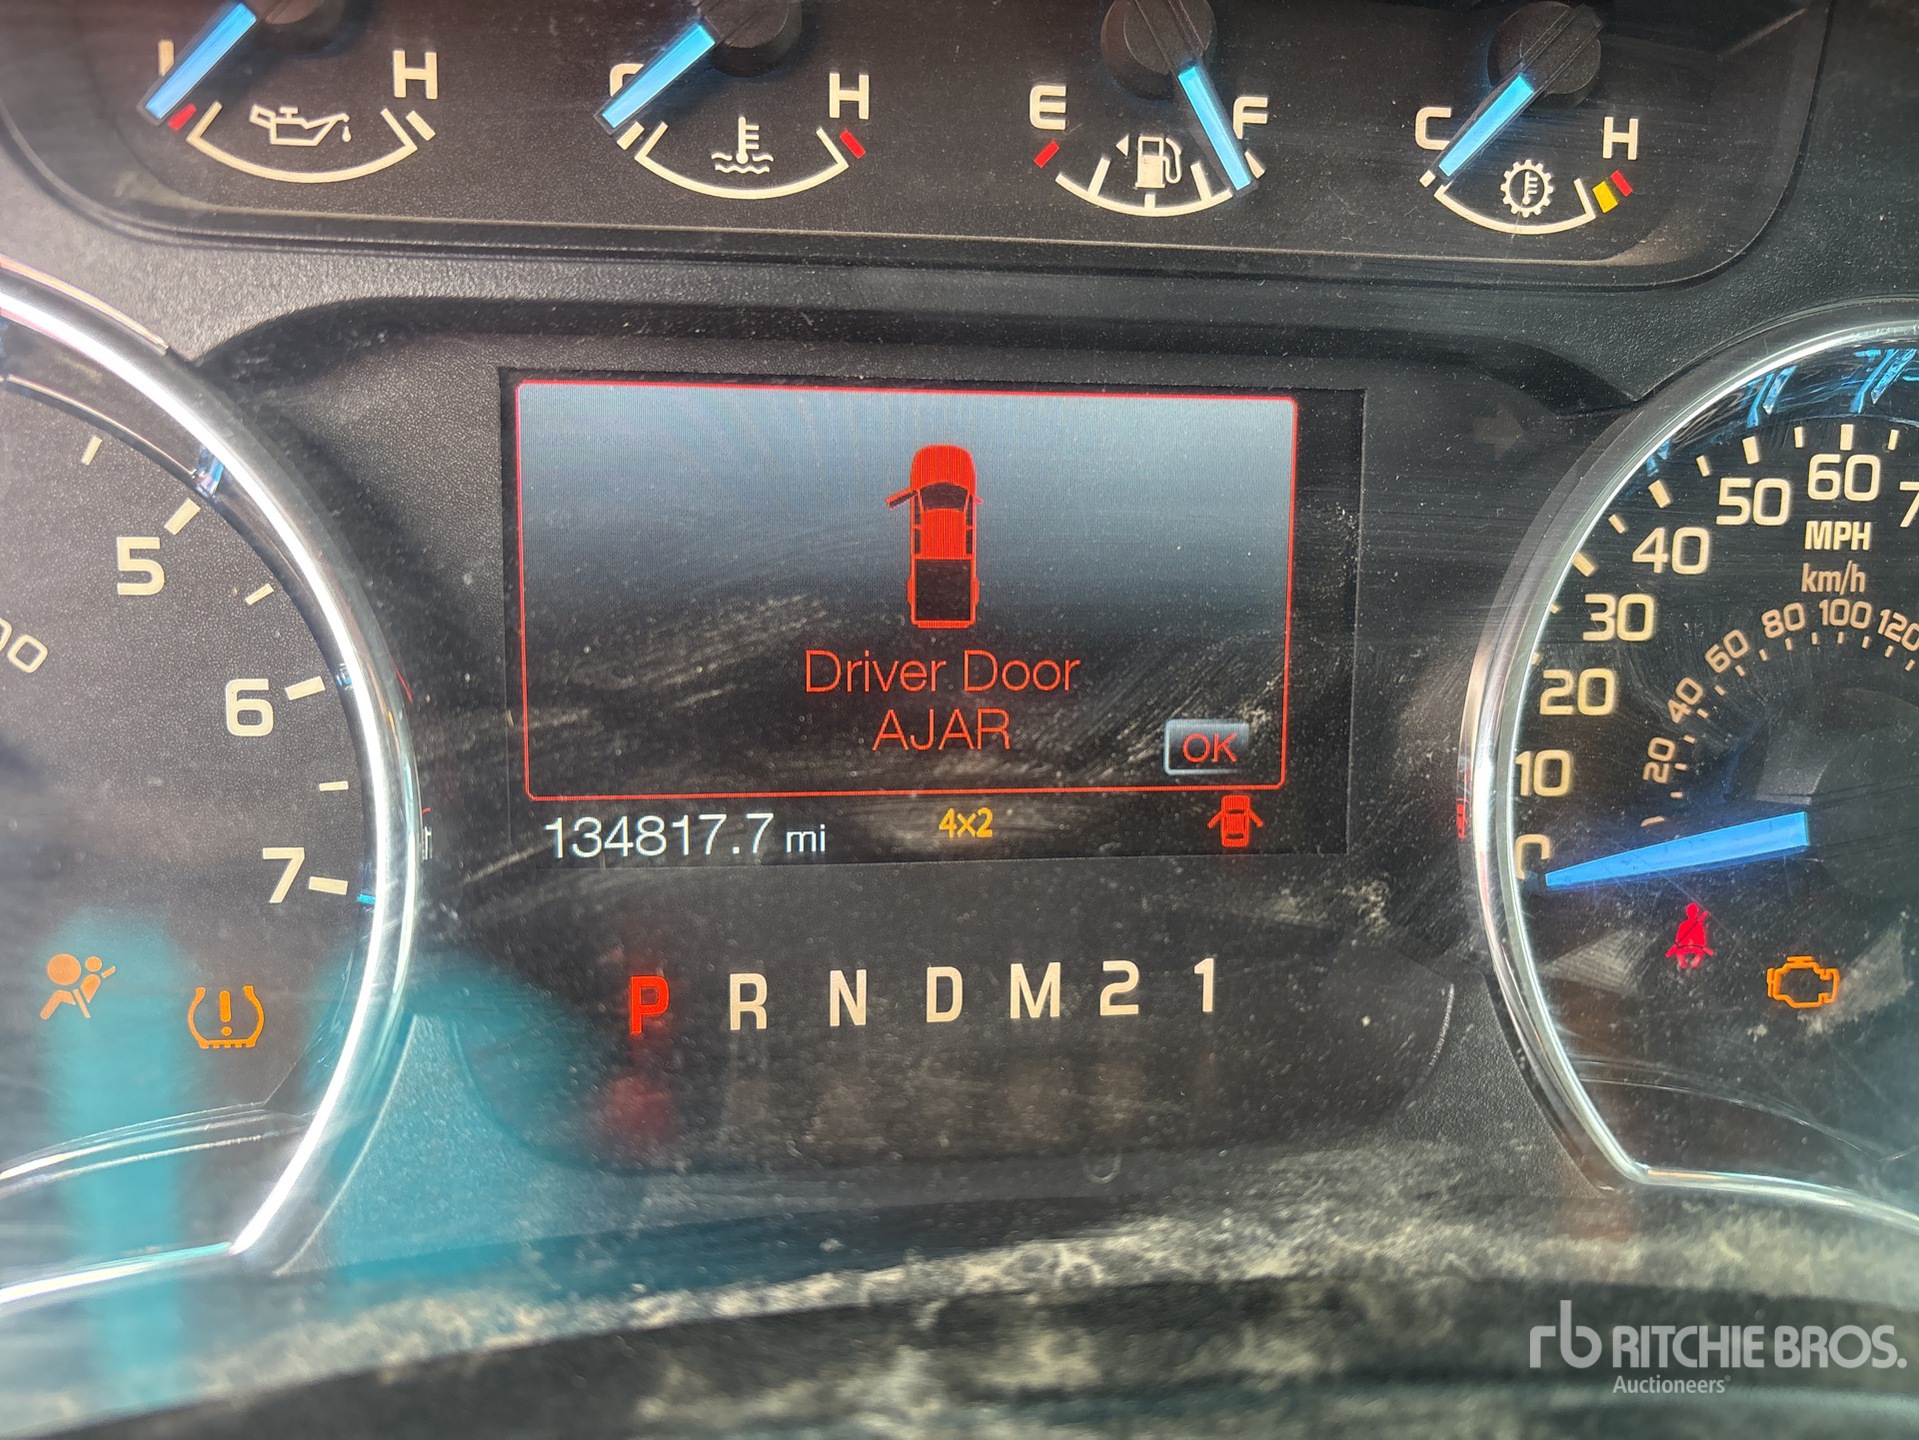 H
H
E
F
C
H
5
6
7
Driver Door
AJAR
OK
134817.7 mi
4x2
P R N D M 2 1
0
10
20
30
40
50
60
MPH
km/h
20
40
60
80
100
120
rb RITCHIE BROS.
Auctioneers